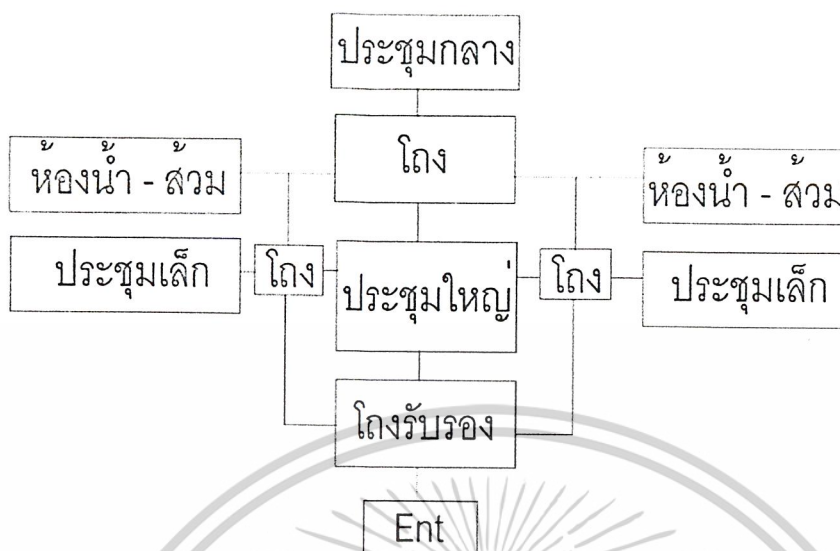 ประชุมกลาง
โถง
ห้องน้ำ - ส้วม
ห้องน้ำ - ส้วม
ประชุมเล็ก
โถง
ประชุมใหญ่
โถง
ประชุมเล็ก
โถงรับรอง
Ent